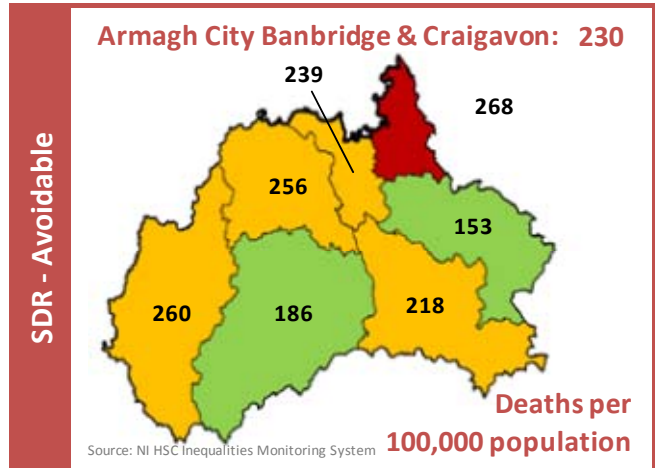 SDR - Avoidable
Armagh City Banbridge & Craigavon: 230
239
268
256
153
260
186
218
Deaths per
100,000 population
Source: NI HSC Inequalities Monitoring System